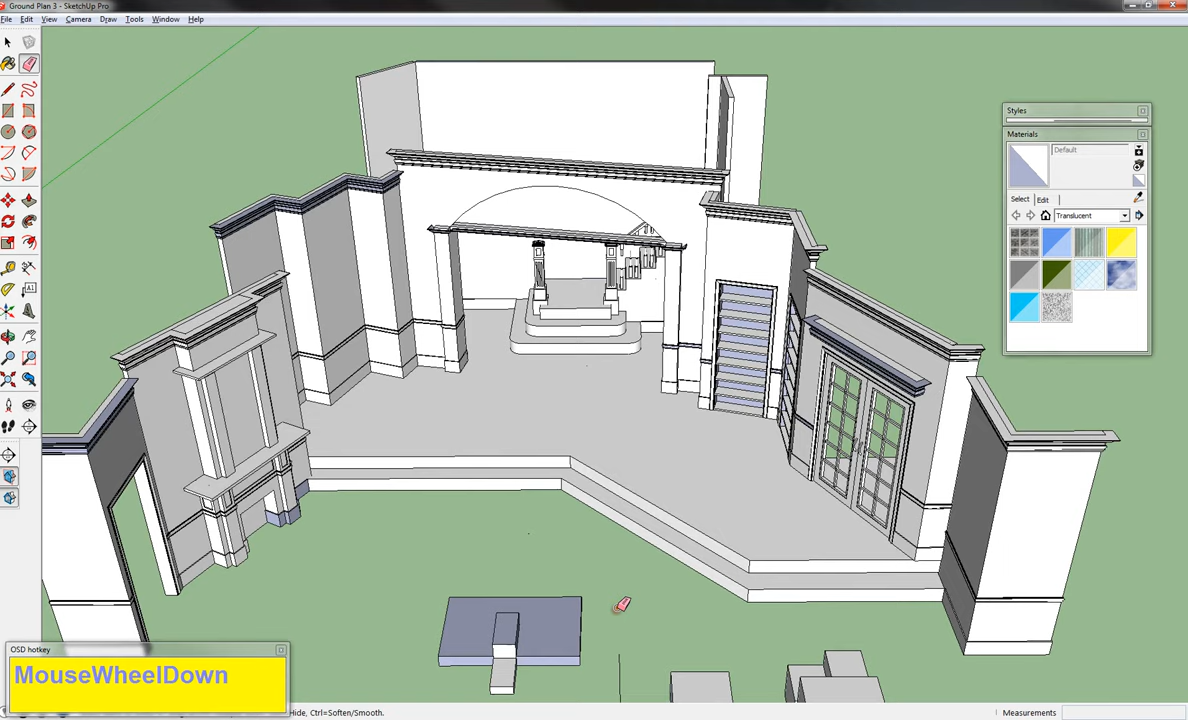 Ground Plan 3 - SketchUp Pro
File Edit View Camera Draw Tools Window Help
Styles
Materials
Default
Select Edit
Translucent
A1
OSD hotkey
MouseWheelDown
Hide, Ctrl=Soften/Smooth.
Measurements